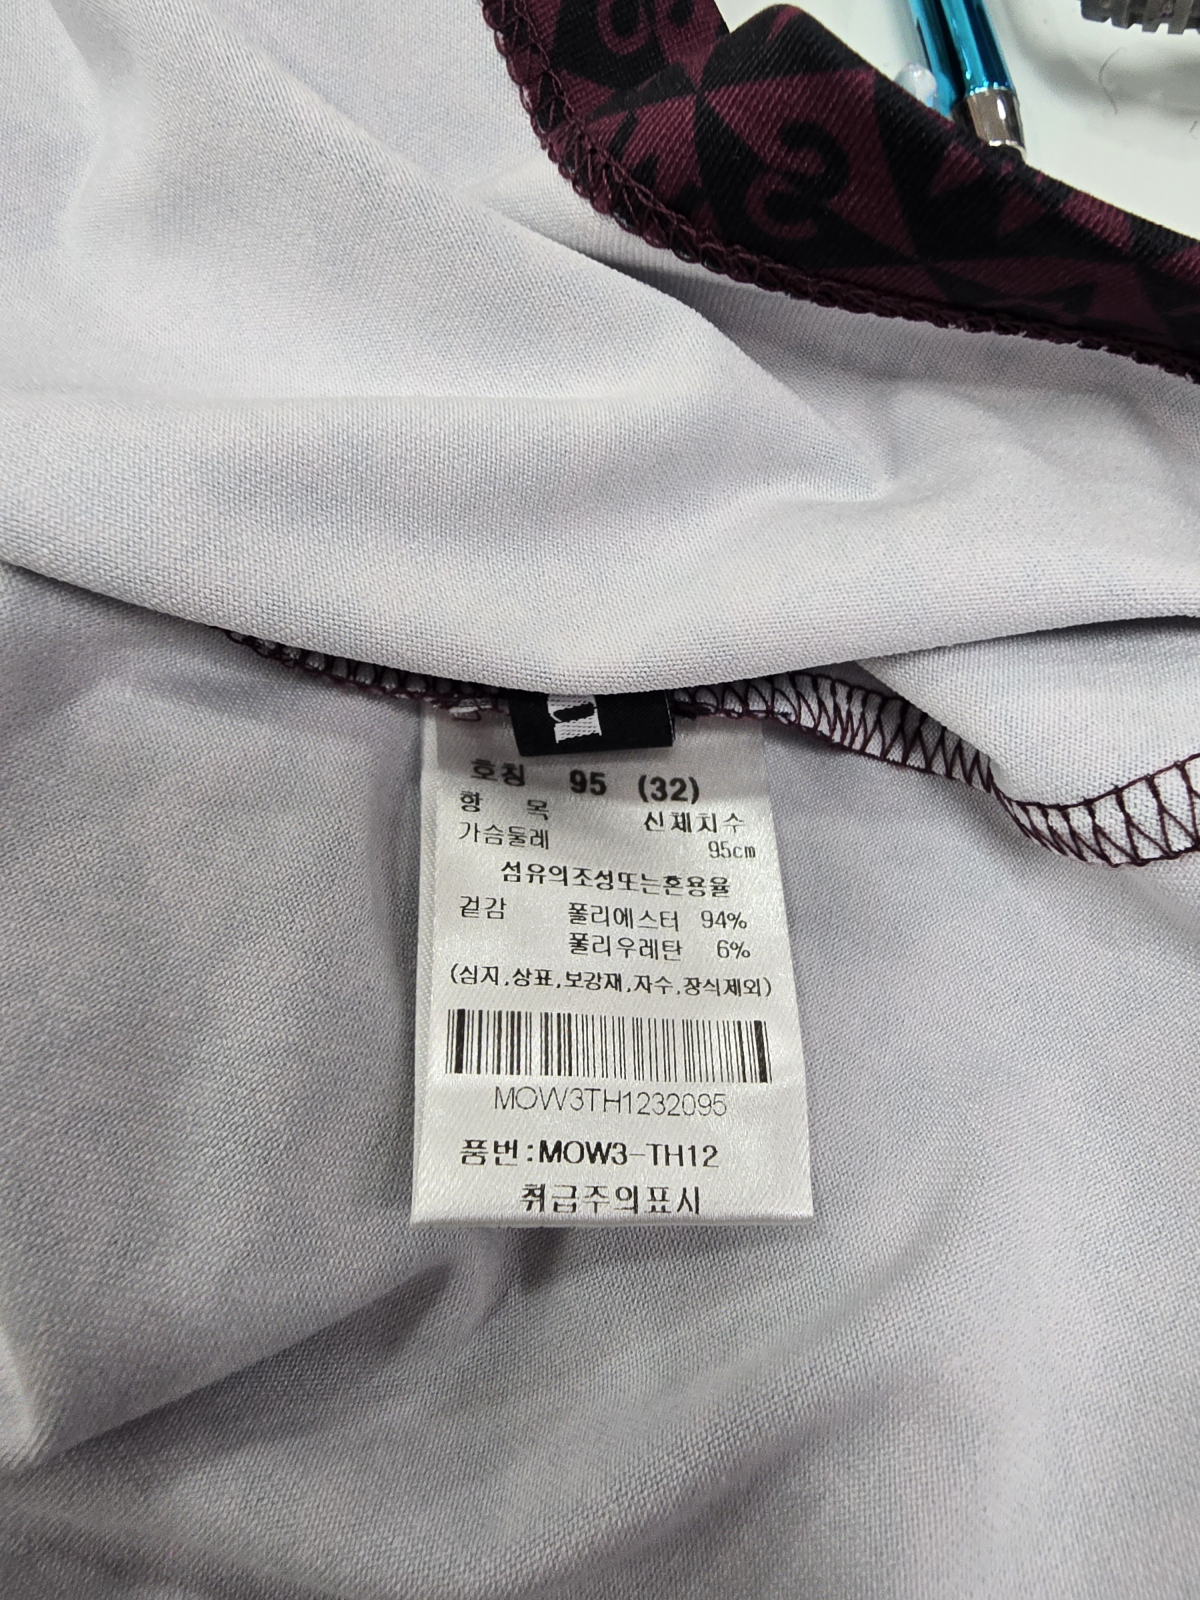 호칭 95 (32)
항 목 신체치수
가슴둘레 95cm
섬유의조성또는혼용율
겉감 폴리에스터 94%
폴리우레탄 6%
(심지,상표,보강재,자수,장식제외)
MOW3TH1232095
품번:MOW3-TH12
취급주의표시